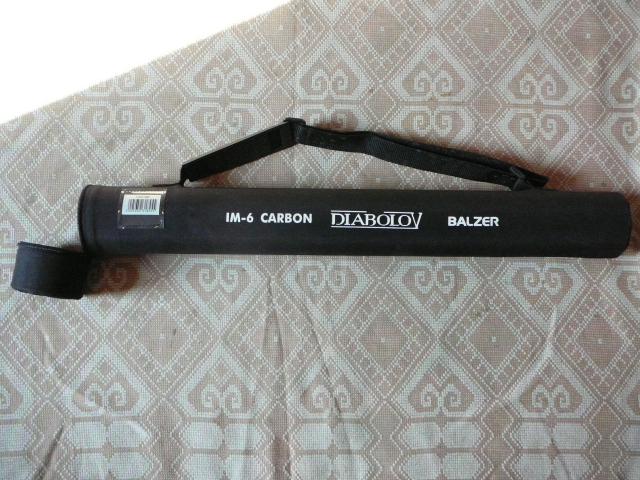 IM-6 CARBON DIABOLO V BALZER